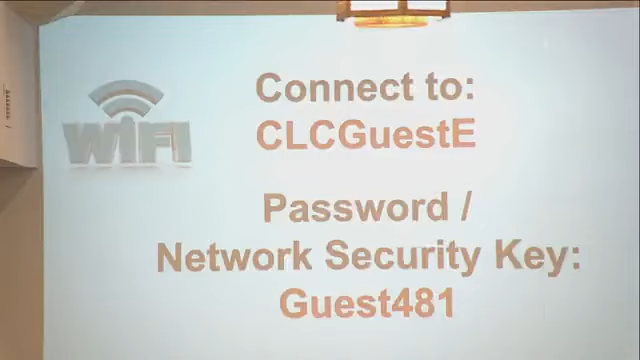 WiFi
Connect to:
CLCGuestE
Password /
Network Security Key:
Guest481